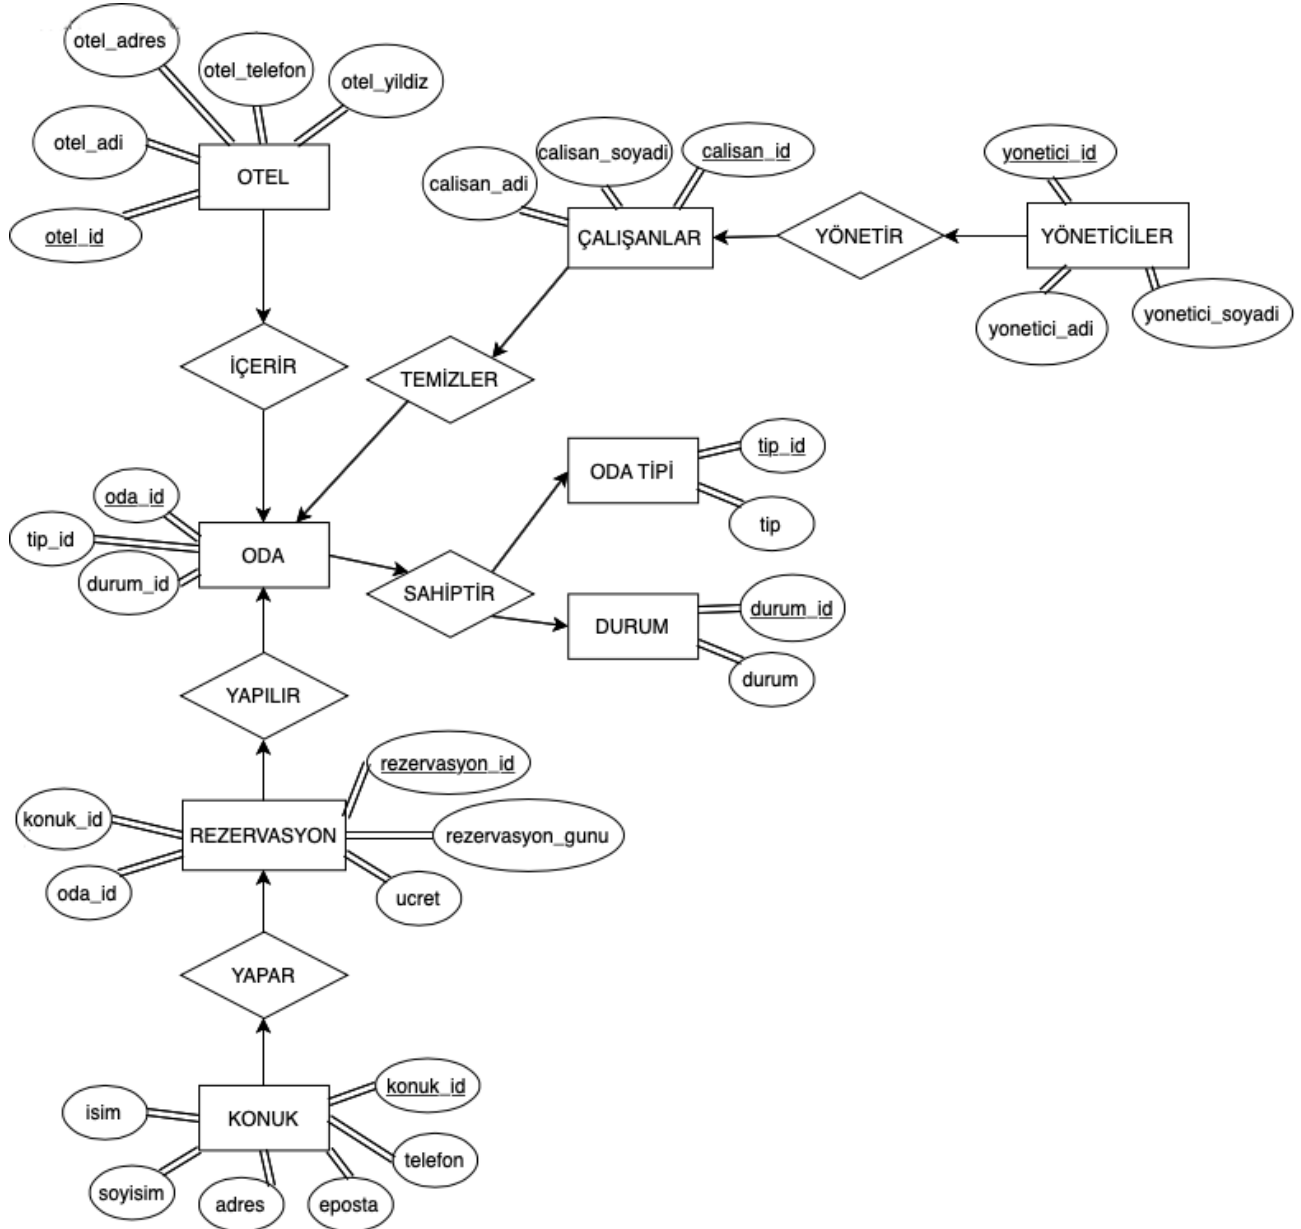 otel_adres
otel_telefon
otel_yildiz
otel_adi
OTEL
otel_id
calisan_adi
calisan_soyadi
calisan_id
ÇALIŞANLAR
YÖNETİR
yonetici_id
YÖNETİCİLER
yonetici_adi
yonetici_soyadi
İÇERİR
TEMİZLER
oda_id
tip_id
durum_id
ODA
SAHİPTİR
ODA TİPİ
tip_id
tip
DURUM
durum_id
durum
YAPILIR
rezervasyon_id
konuk_id
REZERVASYON
rezervasyon_gunu
oda_id
ucret
YAPAR
konuk_id
isim
KONUK
telefon
soyisim
adres
eposta